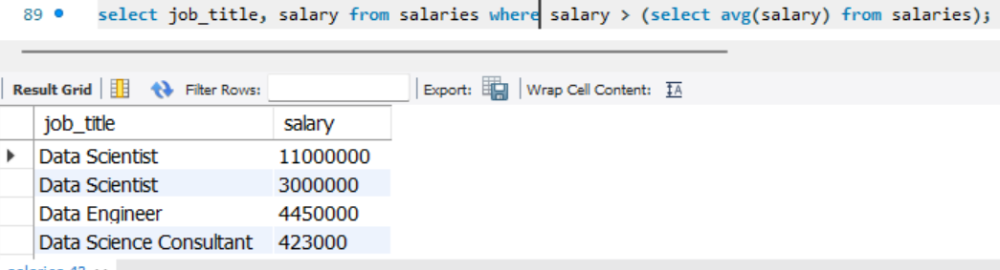 89 select job_title, salary from salaries where salary > (select avg(salary) from salaries);
Result Grid Filter Rows: Export: Wrap Cell Content: IA
job_title salary
Data Scientist 11000000
Data Scientist 3000000
Data Engineer 4450000
Data Science Consultant 423000